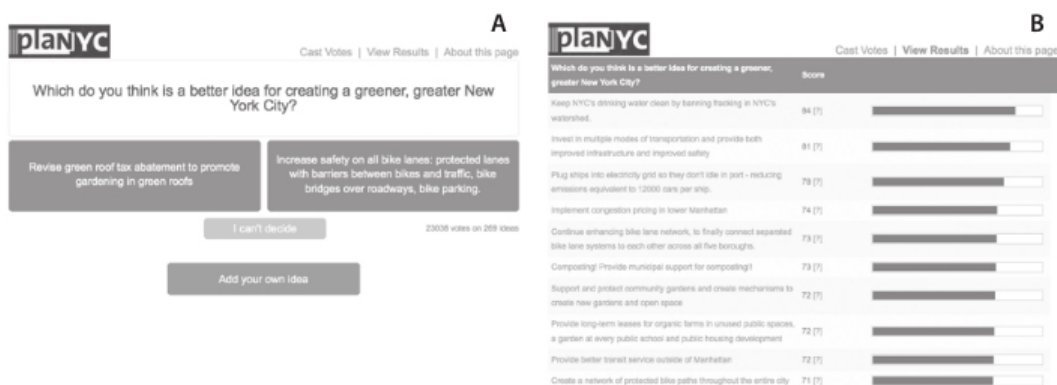 A
plaNYC
Cast Votes | View Results | About this page
Which do you think is a better idea for creating a greener, greater New
York City?
Revise green roof tax abatement to promote
gardening in green roofs
Increase safety on all bike lanes: protected lanes
with barriers between bikes and traffic, bike
bridges over roadways, bike parking.
I can't decide
23038 votes on 269 ideas
Add your own idea
B
plaNYC
Cast Votes | View Results | About this page
Which do you think is a better idea for creating a greener,
greater New York City?
Score
Keep NYC's drinking water clean by banning fracking in NYC's
watershed.
84 [?]
Invest in multiple modes of transportation and provide both
improved infrastructure and improved safety
81 [?]
Plug ships into electricity grid so they don't idle in port - reducing
emissions equivalent to 12000 cars per ship.
78 [?]
Implement congestion pricing in lower Manhattan
74 [?]
Continue enhancing bike lane network, to finally connect separated
bike lane systems to each other across all five boroughs.
73 [?]
Composting! Provide municipal support for composting!
73 [?]
Support and protect community gardens and create mechanisms to
create new gardens and open space
72 [?]
Provide long-term leases for organic farms in unused public spaces,
a garden at every public school and public housing development
72 [?]
Provide better transit service outside of Manhattan
72 [?]
Create a network of protected bike paths throughout the entire city
71 [?]